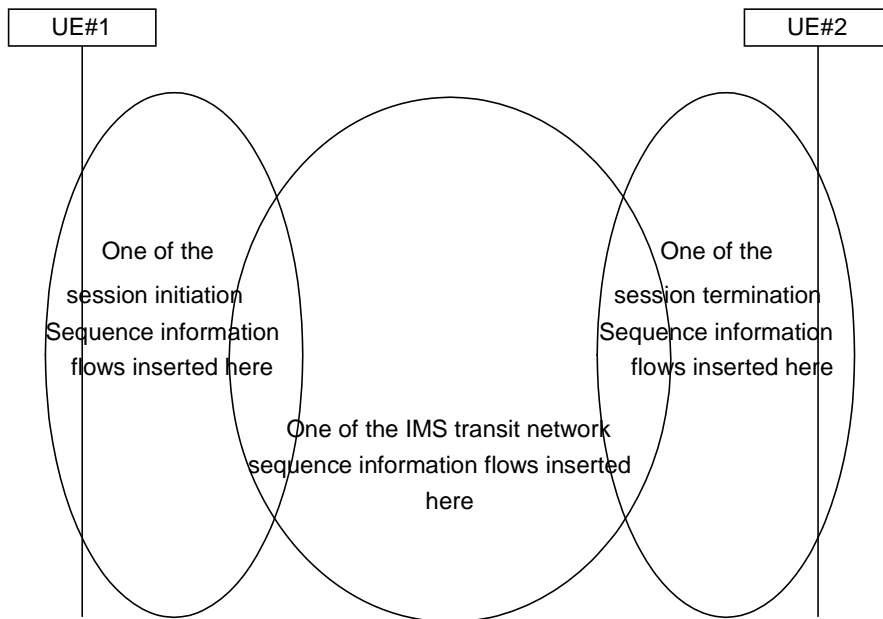 UE#1
UE#2
One of the
session initiation
Sequence information
flows inserted here
One of the IMS transit network
sequence information flows inserted
here
One of the
session termination
Sequence information
flows inserted here